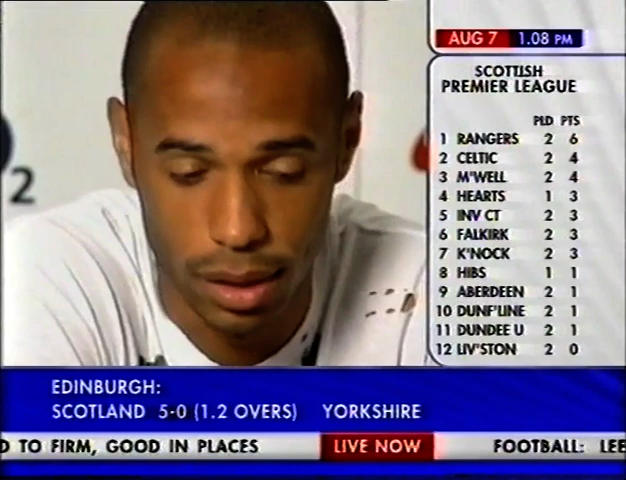 2
AUG 7 1.08 PM
SCOTTISH
PREMIER LEAGUE
PLD PTS
1 RANGERS 2 6
2 CELTIC 2 4
3 M'WELL 2 4
4 HEARTS 1 3
5 INV CT 2 3
6 FALKIRK 2 3
7 K'NOCK 2 3
8 HIBS 1 1
9 ABERDEEN 2 1
10 DUNF'LINE 2 1
11 DUNDEE U 2 1
12 LIV'STON 2 0
EDINBURGH:
SCOTLAND 5-0 (1.2 OVERS) YORKSHIRE
D TO FIRM, GOOD IN PLACES LIVE NOW FOOTBALL: LEE